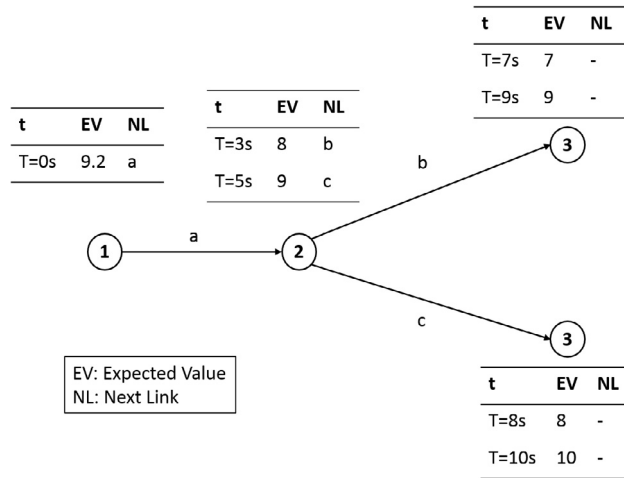 t EV NL
T=7s 7 -
T=9s 9 -
t EV NL
T=3s 8 b
T=5s 9 c
t EV NL
T=0s 9.2 a
3
b
a
1
2
c
3
EV: Expected Value
NL: Next Link
t EV NL
T=8s 8 -
T=10s 10 -